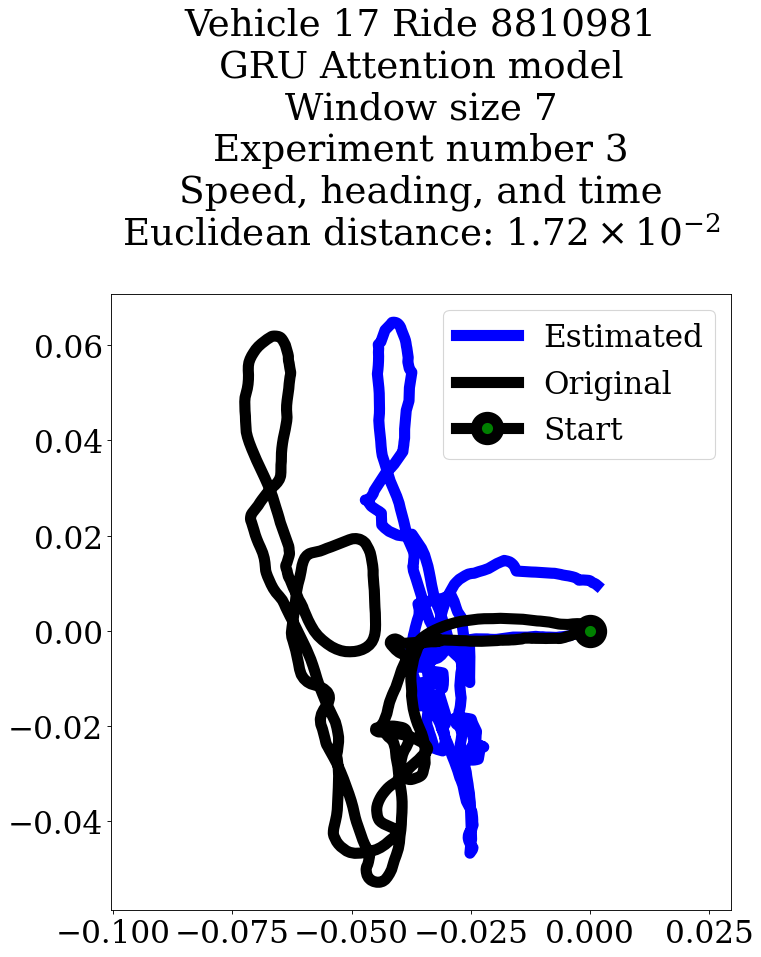 Vehicle 17 Ride 8810981
GRU Attention model
Window size 7
Experiment number 3
Speed, heading, and time
Euclidean distance: 1.72 × 10⁻²
Estimated
Original
Start
0.06
0.04
0.02
0.00
−0.02
−0.04
−0.100 −0.075 −0.050 −0.025 0.000 0.025